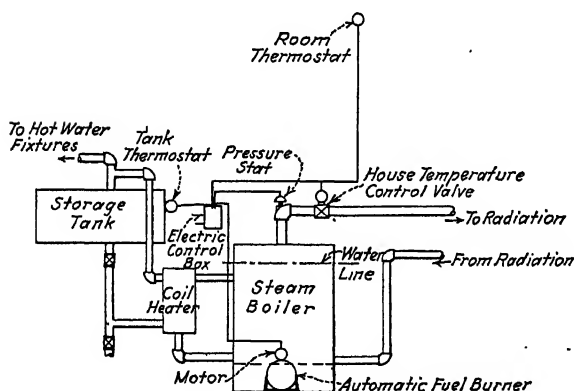 Room
Thermostat
To Hot Water
Fixtures
Tank
Thermostat
Pressure
Stat
House Temperature
Control Valve
Storage
Tank
Electric
Control
Box
To Radiation
Water
Line
From Radiation
Steam
Boiler
Coil
Heater
Motor
Automatic Fuel Burner